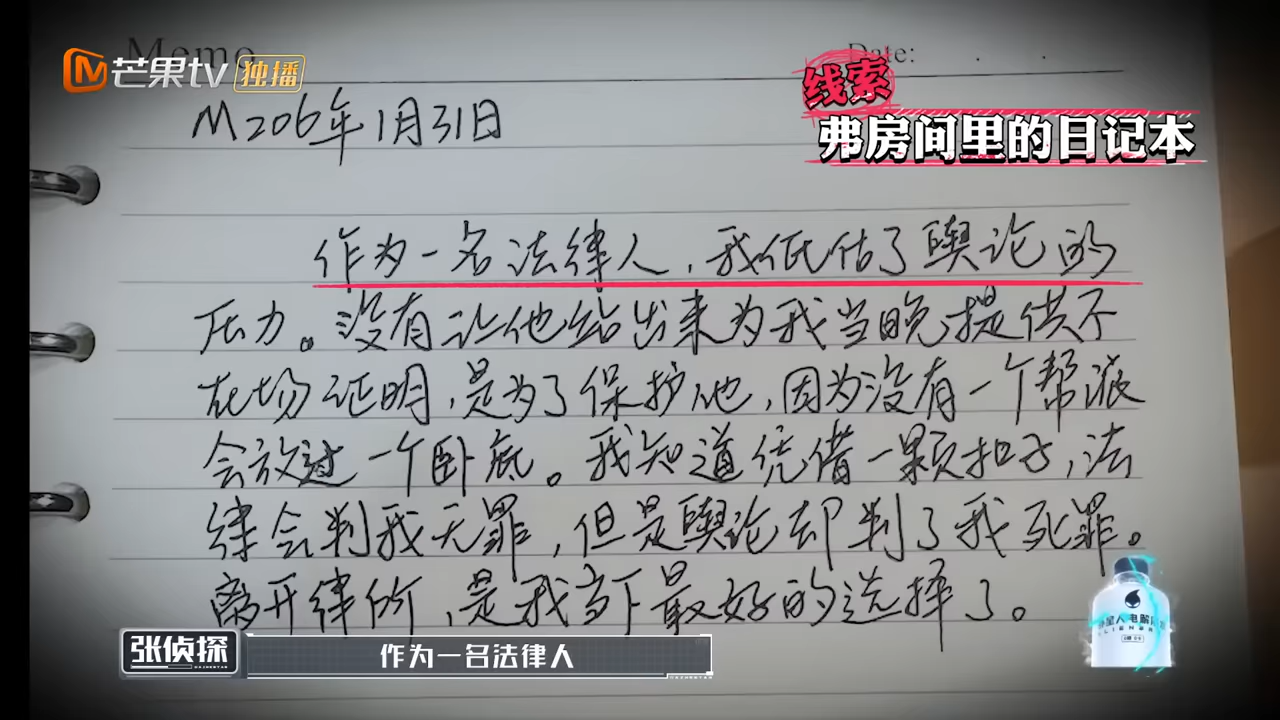 Memo
Date:
芒果tv 独播
线索
弗房间里的日记本
M206年1月31日
作为一名法律人，我低估了舆论的
压力。没有让他给出来为我当晚提供不
在场证明，是为了保护他，因为没有一个帮派
会放过一个卧底。我知道凭借一颗扣子，法
律会判我无罪，但是舆论却判了我死罪。
离开律所，是我当下最好的选择了。
张侦探
作为一名法律人